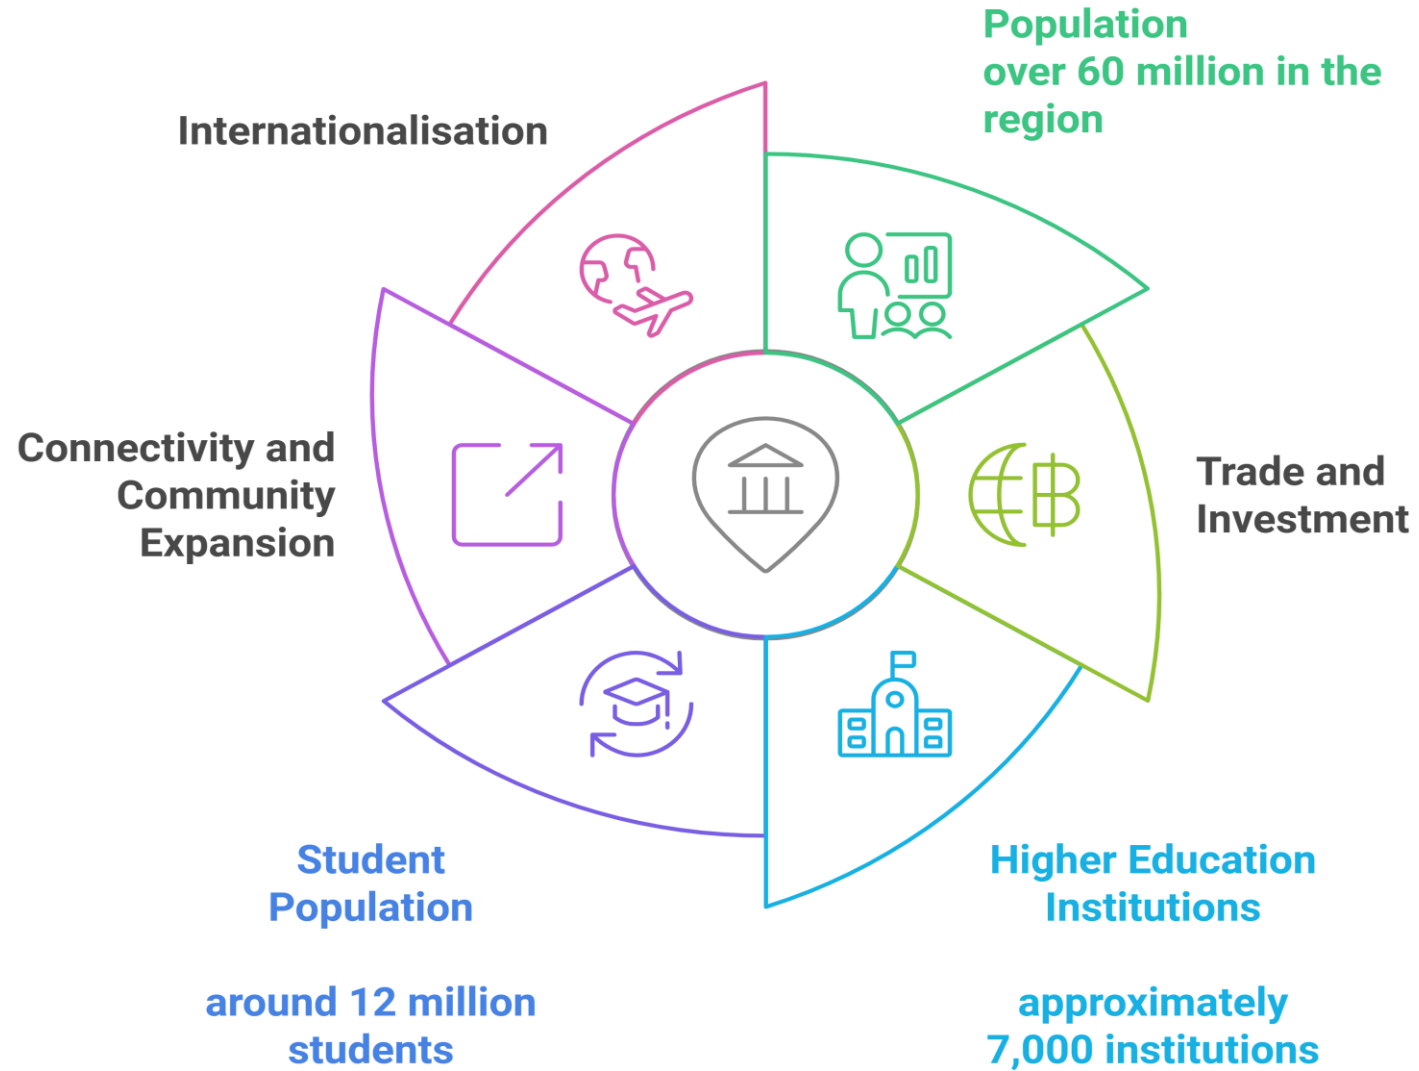 Population
over 60 million in the
region
Internationalisation
Connectivity and
Community
Expansion
Trade and
Investment
Student
Population
around 12 million
students
Higher Education
Institutions
approximately
7,000 institutions